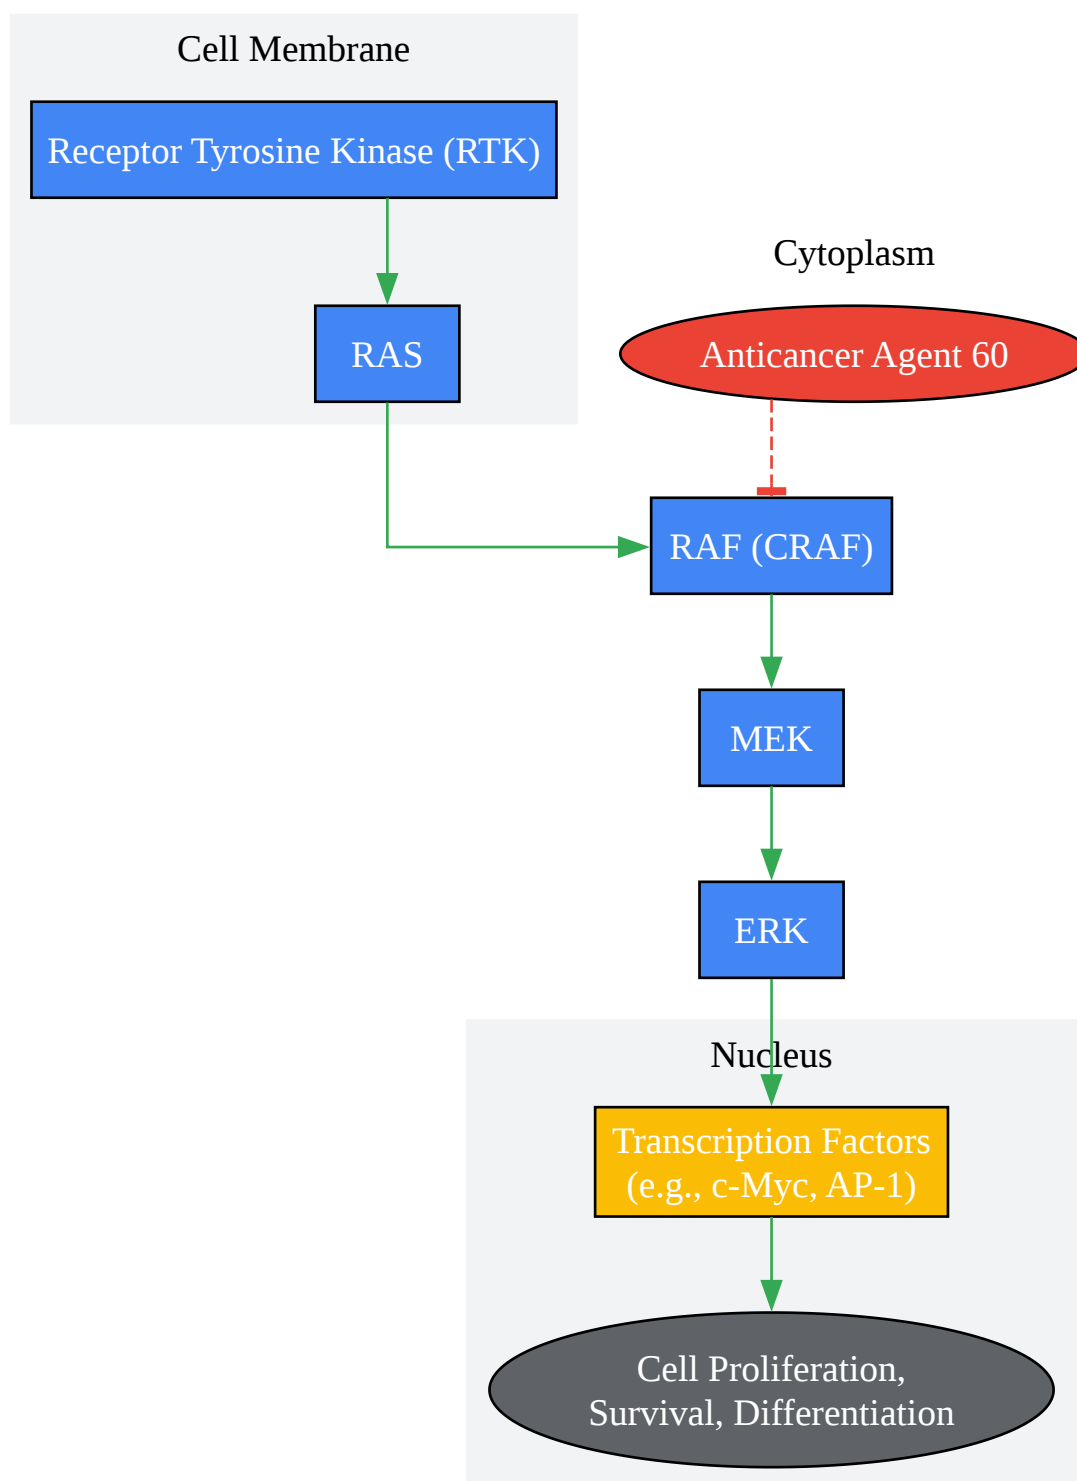 Cell Membrane
Receptor Tyrosine Kinase (RTK)
Cytoplasm
RAS
Anticancer Agent 60
RAF (CRAF)
MEK
ERK
Nucleus
Transcription Factors
(e.g., c-Myc, AP-1)
Cell Proliferation,
Survival, Differentiation